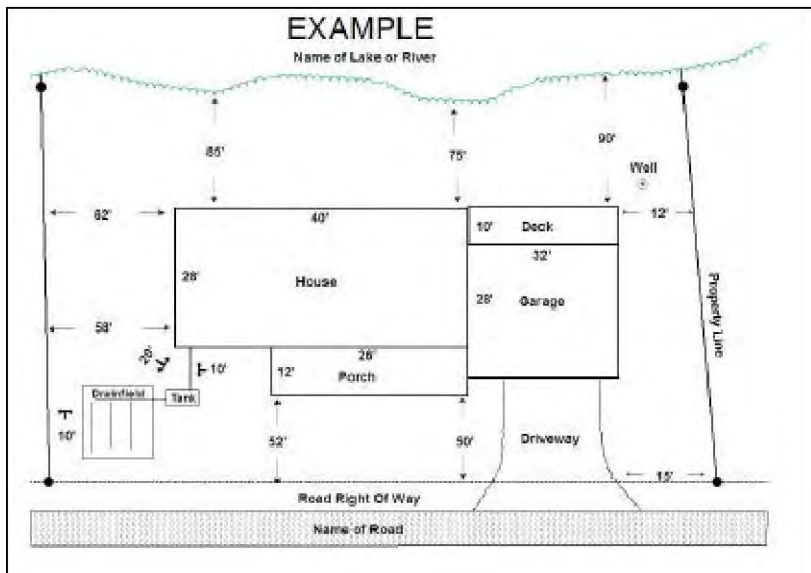 EXAMPLE
Name of Lake or River
85'
75'
90'
Well
62'
40'
10'
Deck
12'
32'
House
28'
28'
Garage
Property Line
58'
20'
10'
26'
12'
Porch
Drainfield
Tank
10'
52'
50'
Driveway
15'
Road Right Of Way
Name of Road